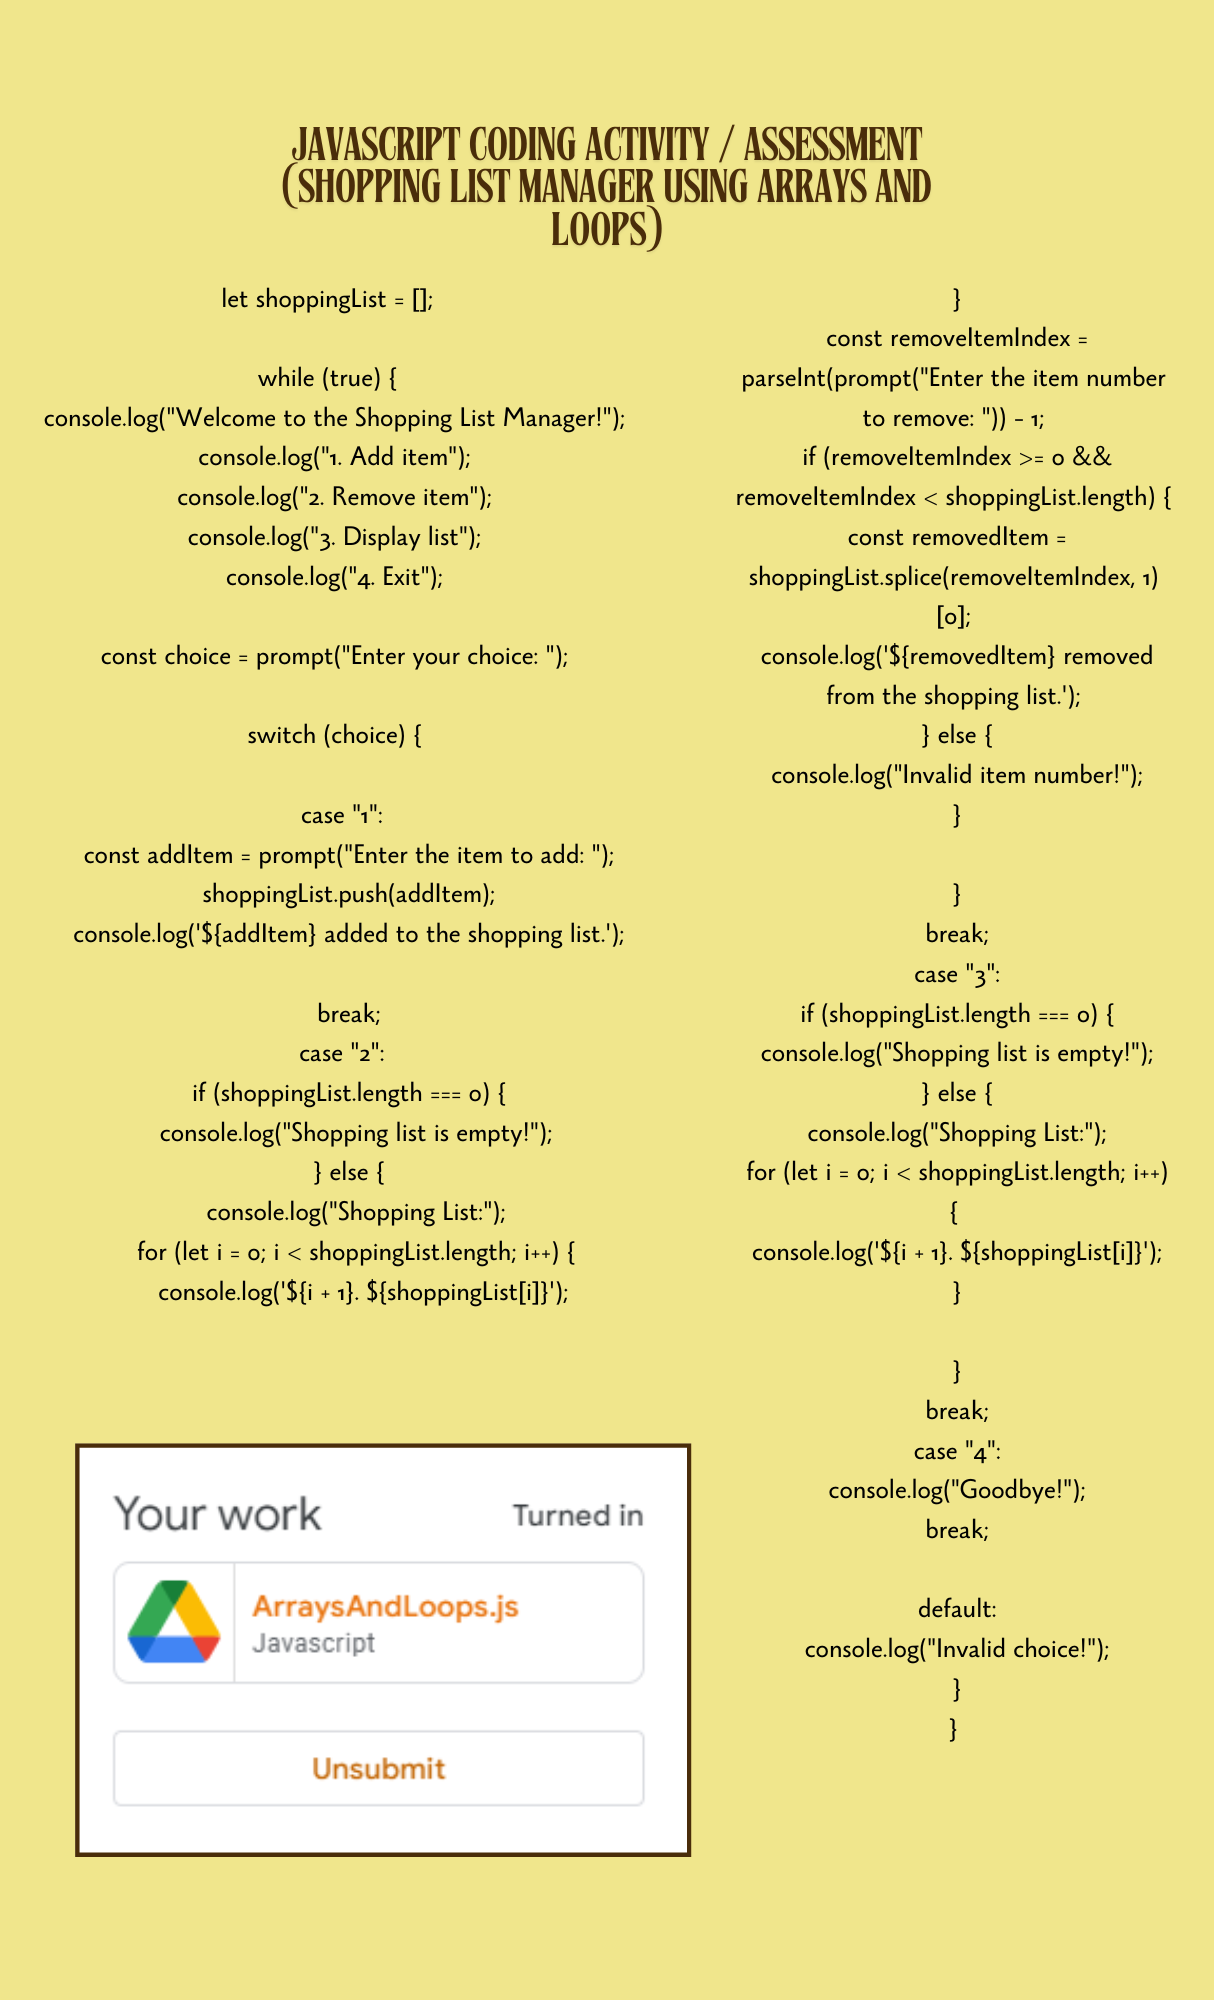 JAVASCRIPT CODING ACTIVITY / ASSESSMENT
(SHOPPING LIST MANAGER USING ARRAYS AND
LOOPS)
let shoppingList = [];
while (true) {
console.log("Welcome to the Shopping List Manager!");
console.log("1. Add item");
console.log("2. Remove item");
console.log("3. Display list");
console.log("4. Exit");
const choice = prompt("Enter your choice: ");
switch (choice) {
case "1":
const addItem = prompt("Enter the item to add: ");
shoppingList.push(addItem);
console.log('${addItem} added to the shopping list.');
break;
case "2":
if (shoppingList.length === 0) {
console.log("Shopping list is empty!");
} else {
console.log("Shopping List:");
for (let i = 0; i < shoppingList.length; i++) {
console.log('${i + 1}. ${shoppingList[i]}');
}
const removeItemIndex =
parseInt(prompt("Enter the item number
to remove: ")) - 1;
if (removeItemIndex >= 0 &&
removeItemIndex < shoppingList.length) {
const removedItem =
shoppingList.splice(removeItemIndex, 1)
[0];
console.log('${removedItem} removed
from the shopping list.');
} else {
console.log("Invalid item number!");
}
}
break;
case "3":
if (shoppingList.length === 0) {
console.log("Shopping list is empty!");
} else {
console.log("Shopping List:");
for (let i = 0; i < shoppingList.length; i++)
{
console.log('${i + 1}. ${shoppingList[i]}');
}
}
break;
case "4":
console.log("Goodbye!");
break;
default:
console.log("Invalid choice!");
}
}
Your work
Turned in
ArraysAndLoops.js
Javascript
Unsubmit